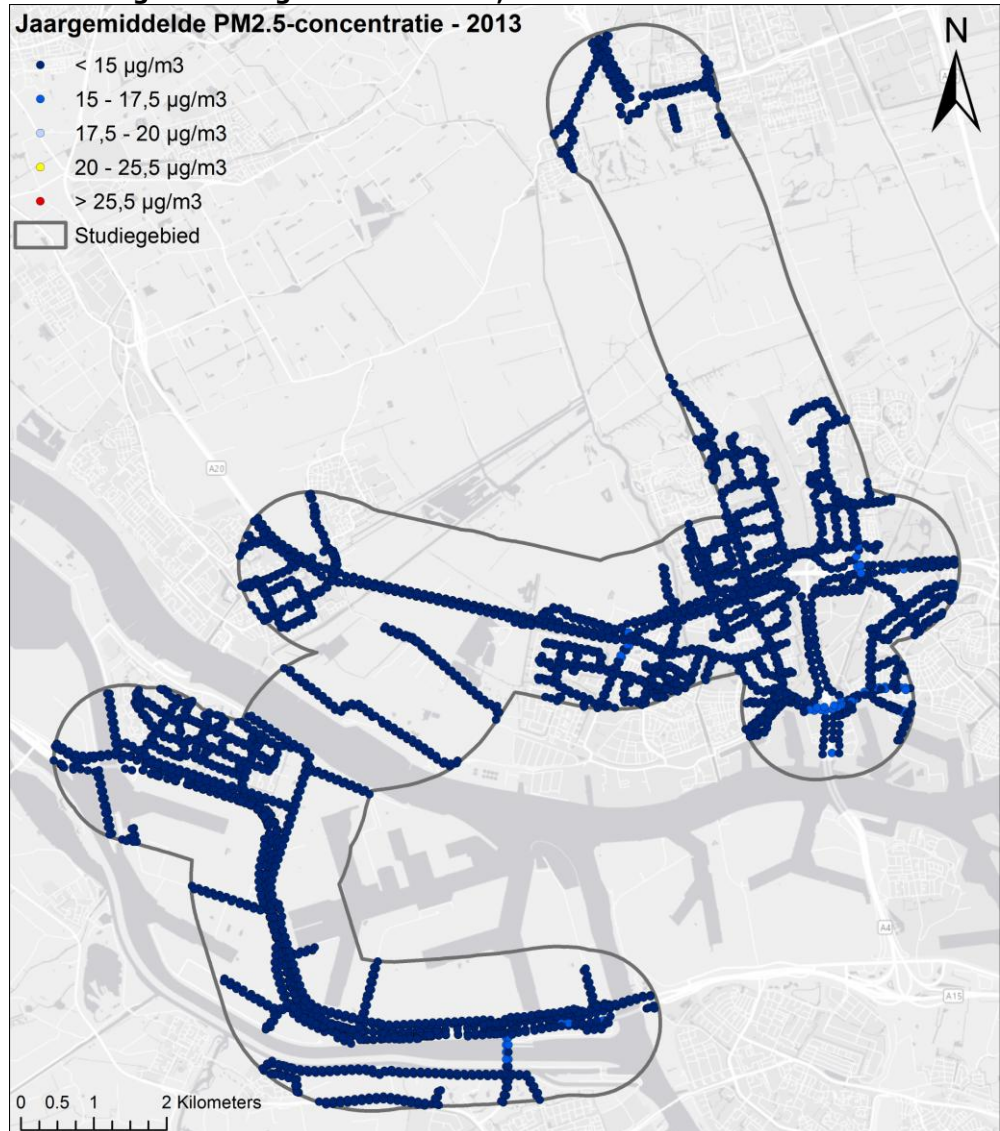 Jaargemiddelde PM2.5-concentratie - 2013
N
< 15 µg/m3
15 - 17,5 µg/m3
17,5 - 20 µg/m3
20 - 25,5 µg/m3
> 25,5 µg/m3
Studiegebied
A20
A4
A15
0 0.5 1 2 Kilometers